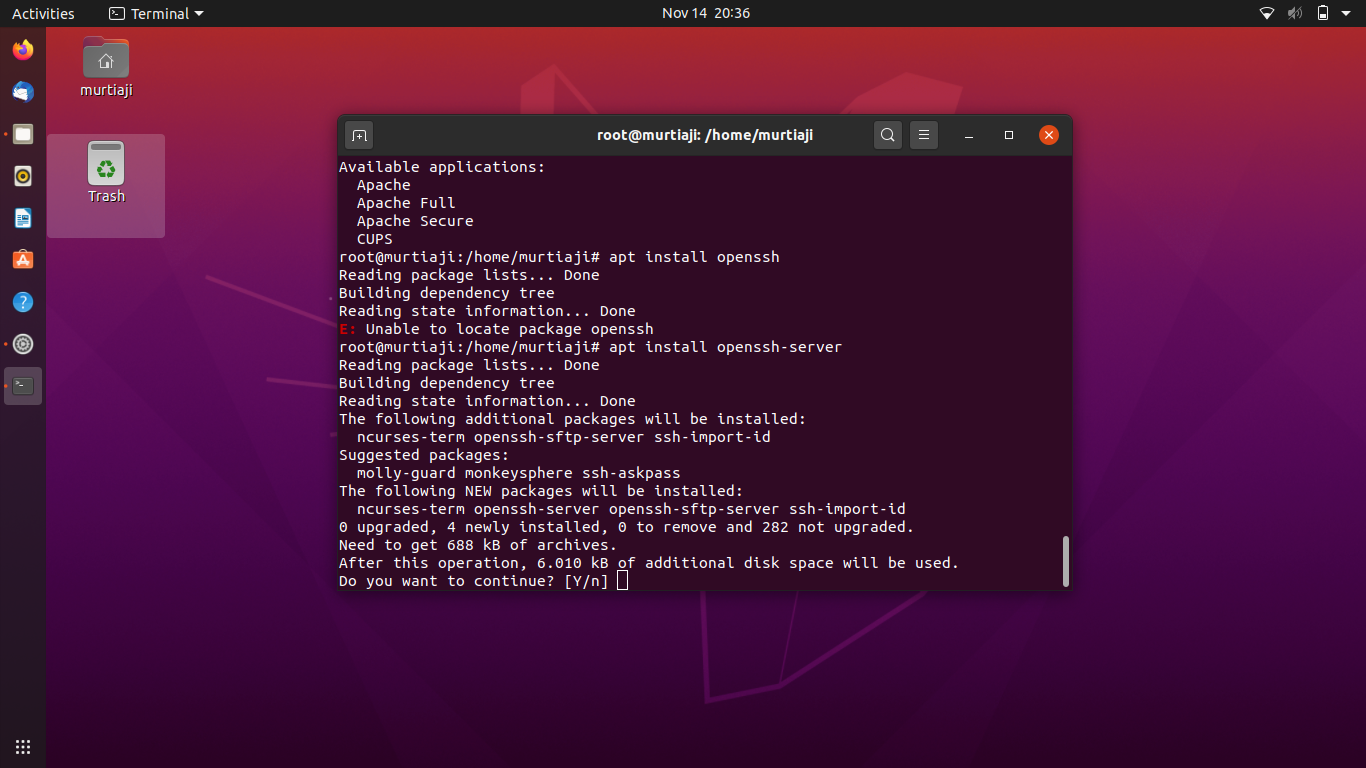 Activities
Terminal
Nov 14 20:36
murtiaji
Trash
root@murtiaji: /home/murtiaji
Available applications:
  Apache
  Apache Full
  Apache Secure
  CUPS
root@murtiaji:/home/murtiaji# apt install openssh
Reading package lists... Done
Building dependency tree
Reading state information... Done
E: Unable to locate package openssh
root@murtiaji:/home/murtiaji# apt install openssh-server
Reading package lists... Done
Building dependency tree
Reading state information... Done
The following additional packages will be installed:
  ncurses-term openssh-sftp-server ssh-import-id
Suggested packages:
  molly-guard monkeysphere ssh-askpass
The following NEW packages will be installed:
  ncurses-term openssh-server openssh-sftp-server ssh-import-id
0 upgraded, 4 newly installed, 0 to remove and 282 not upgraded.
Need to get 688 kB of archives.
After this operation, 6.010 kB of additional disk space will be used.
Do you want to continue? [Y/n]